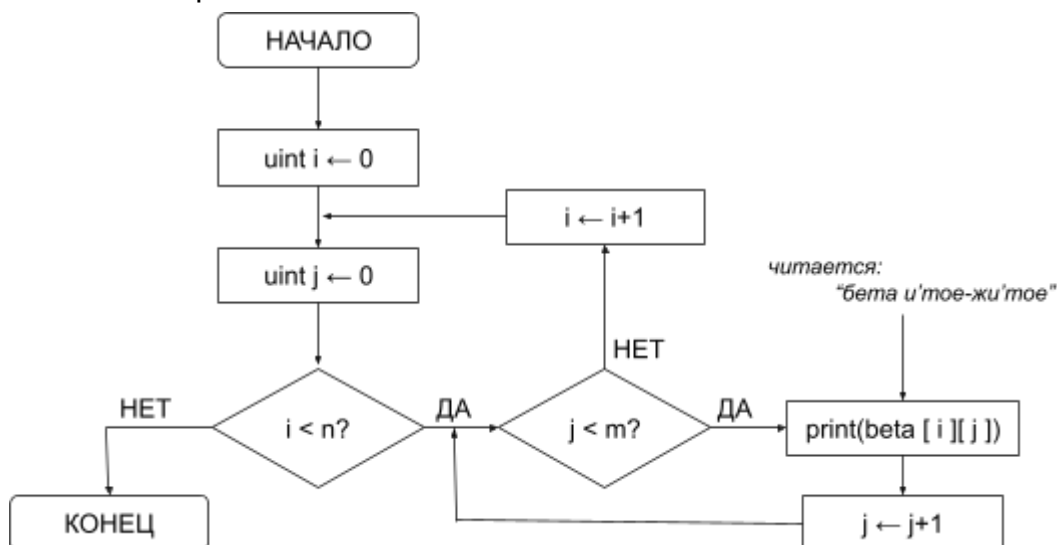 НАЧАЛО
uint i ← 0
i ← i+1
uint j ← 0
читается:
"бета и'тое-жи'тое"
НЕТ
НЕТ
ДА
ДА
i < n?
j < m?
print(beta [ i ][ j ])
КОНЕЦ
j ← j+1